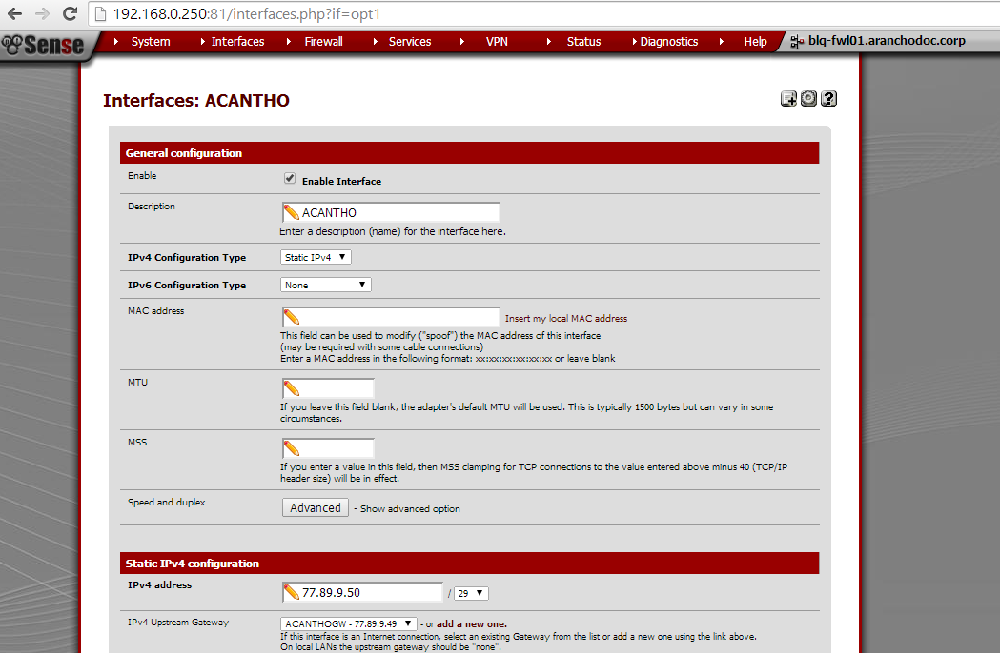 192.168.0.250:81/interfaces.php?if=opt1
Sense System Interfaces Firewall Services VPN Status Diagnostics Help blq-fwl01.aranchodoc.corp
Interfaces: ACANTHO
General configuration
Enable Enable Interface
Description ACANTHO
Enter a description (name) for the interface here.
IPv4 Configuration Type Static IPv4
IPv6 Configuration Type None
MAC address Insert my local MAC address
This field can be used to modify ("spoof") the MAC address of this interface
(may be required with some cable connections)
Enter a MAC address in the following format: xx:xx:xx:xx:xx:xx or leave blank
MTU
If you leave this field blank, the adapter's default MTU will be used. This is typically 1500 bytes but can vary in some
circumstances.
MSS
If you enter a value in this field, then MSS clamping for TCP connections to the value entered above minus 40 (TCP/IP
header size) will be in effect.
Speed and duplex Advanced - Show advanced option
Static IPv4 configuration
IPv4 address 77.89.9.50 / 29
IPv4 Upstream Gateway ACANTHOGW - 77.89.9.49 - or add a new one.
If this interface is an Internet connection, select an existing Gateway from the list or add a new one using the link above.
On local LANs the upstream gateway should be "none".